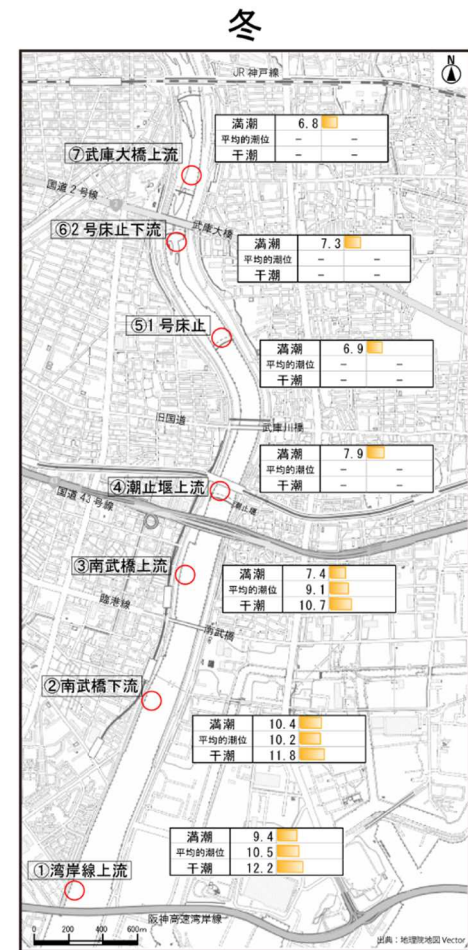 冬
N
JR神戸線
満潮 6.8
平均的潮位 - -
干潮 - -
⑦武庫大橋上流
国道2号線
武庫大橋
⑥2号床止下流
満潮 7.3
平均的潮位 - -
干潮 - -
⑤1号床止
満潮 6.9
平均的潮位 - -
干潮 - -
旧国道
武庫川橋
満潮 7.9
平均的潮位 - -
干潮 - -
④潮止堰上流
潮止堰
国道43号線
③南武橋上流
満潮 7.4
平均的潮位 9.1
干潮 10.7
臨港線
南武橋
②南武橋下流
満潮 10.4
平均的潮位 10.2
干潮 11.8
満潮 9.4
平均的潮位 10.5
干潮 12.2
①湾岸線上流
阪神高速湾岸線
0 200 400 600m
出典：地理院地図 Vector